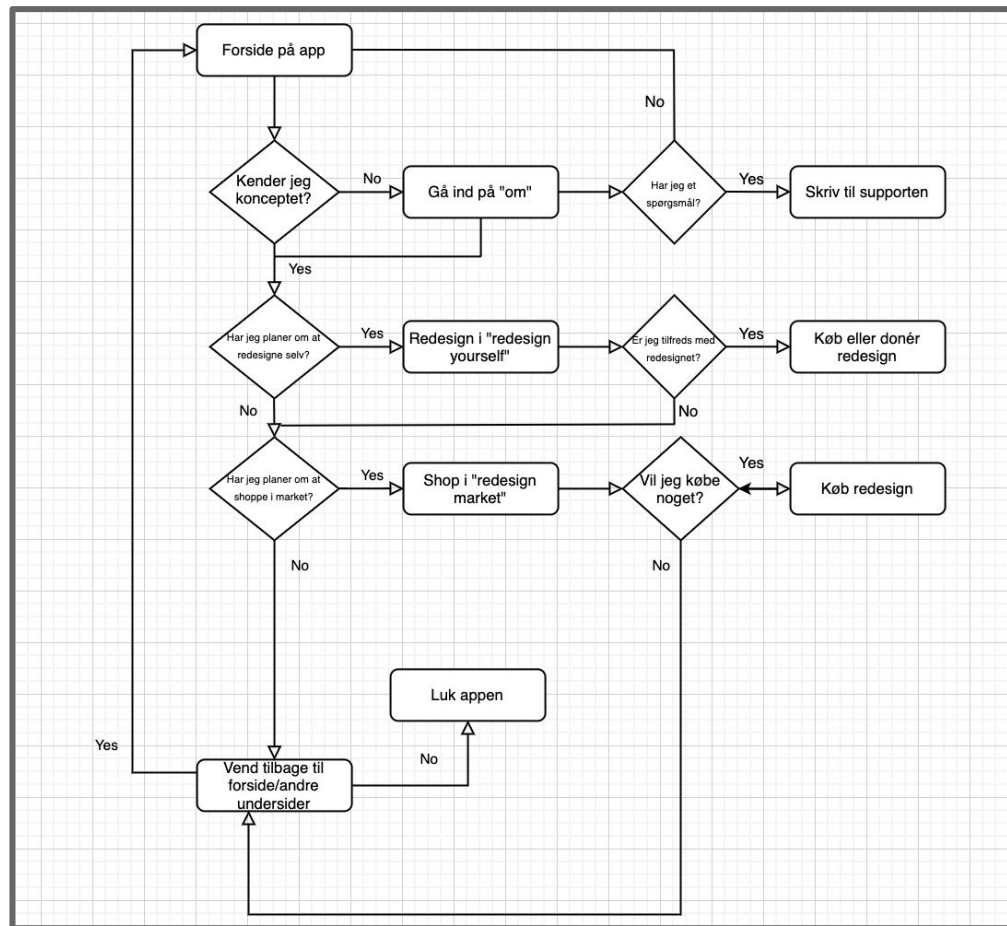 Forside på app
No
Kender jeg
konceptet?
No
Gå ind på "om"
Har jeg et
spørgsmål?
Yes
Skriv til supporten
Yes
Har jeg planer om at
redesigne selv?
Yes
Redesign i "redesign
yourself"
Er jeg tilfreds med
redesignet?
Yes
Køb eller donér
redesign
No
No
Har jeg planer om at
shoppe i market?
Yes
Shop i "redesign
market"
Vil jeg købe
noget?
Yes
Køb redesign
No
No
Luk appen
Yes
No
Vend tilbage til
forside/andre
undersider